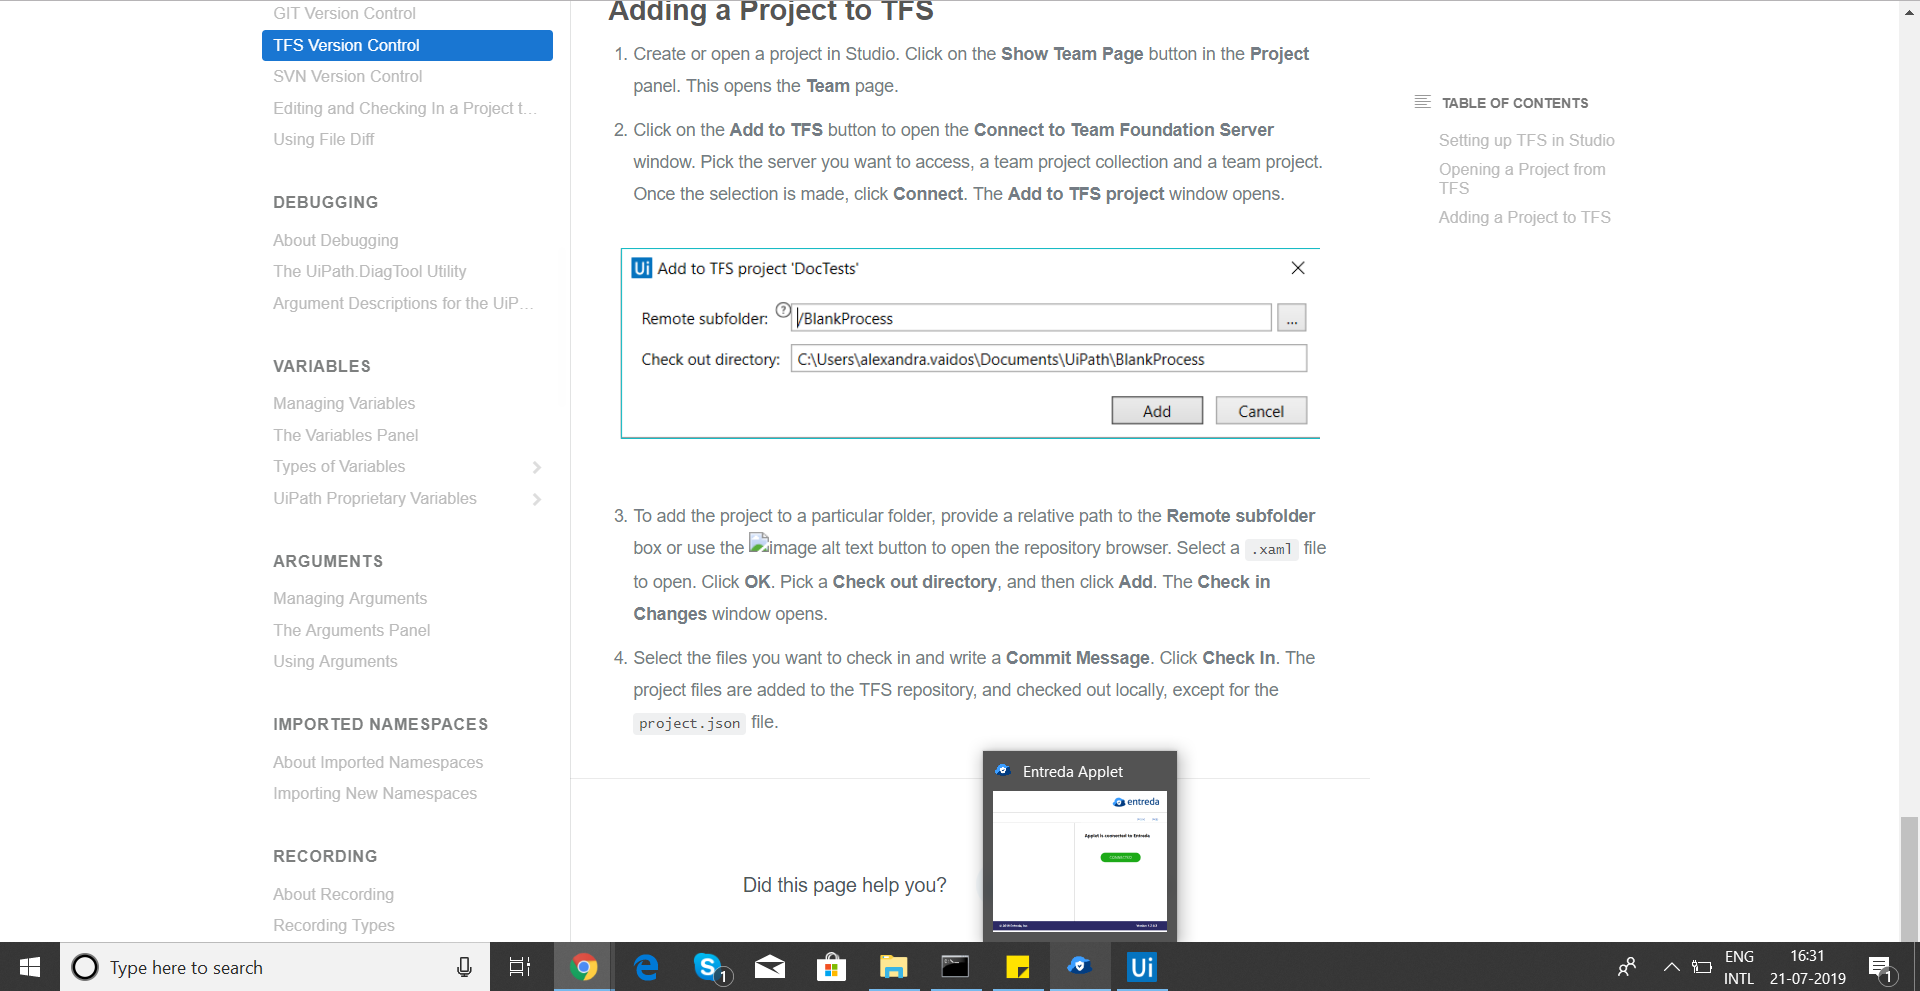 GIT Version Control
TFS Version Control
SVN Version Control
Editing and Checking In a Project t...
Using File Diff
DEBUGGING
About Debugging
The UiPath.DiagTool Utility
Argument Descriptions for the UiP...
VARIABLES
Managing Variables
The Variables Panel
Types of Variables
UiPath Proprietary Variables
ARGUMENTS
Managing Arguments
The Arguments Panel
Using Arguments
IMPORTED NAMESPACES
About Imported Namespaces
Importing New Namespaces
RECORDING
About Recording
Recording Types
Adding a Project to TFS
1. Create or open a project in Studio. Click on the Show Team Page button in the Project
panel. This opens the Team page.
2. Click on the Add to TFS button to open the Connect to Team Foundation Server
window. Pick the server you want to access, a team project collection and a team project.
Once the selection is made, click Connect. The Add to TFS project window opens.
Ui Add to TFS project 'DocTests'
Remote subfolder: ? /BlankProcess ...
Check out directory: C:\Users\alexandra.vaidos\Documents\UiPath\BlankProcess
Add Cancel
3. To add the project to a particular folder, provide a relative path to the Remote subfolder
box or use the image alt text button to open the repository browser. Select a .xaml file
to open. Click OK. Pick a Check out directory, and then click Add. The Check in
Changes window opens.
4. Select the files you want to check in and write a Commit Message. Click Check In. The
project files are added to the TFS repository, and checked out locally, except for the
project.json file.
Did this page help you?
TABLE OF CONTENTS
Setting up TFS in Studio
Opening a Project from
TFS
Adding a Project to TFS
Entreda Applet
entreda
Applet is connected to Entreda
Type here to search
1
Ui
ENG
INTL
16:31
21-07-2019
1